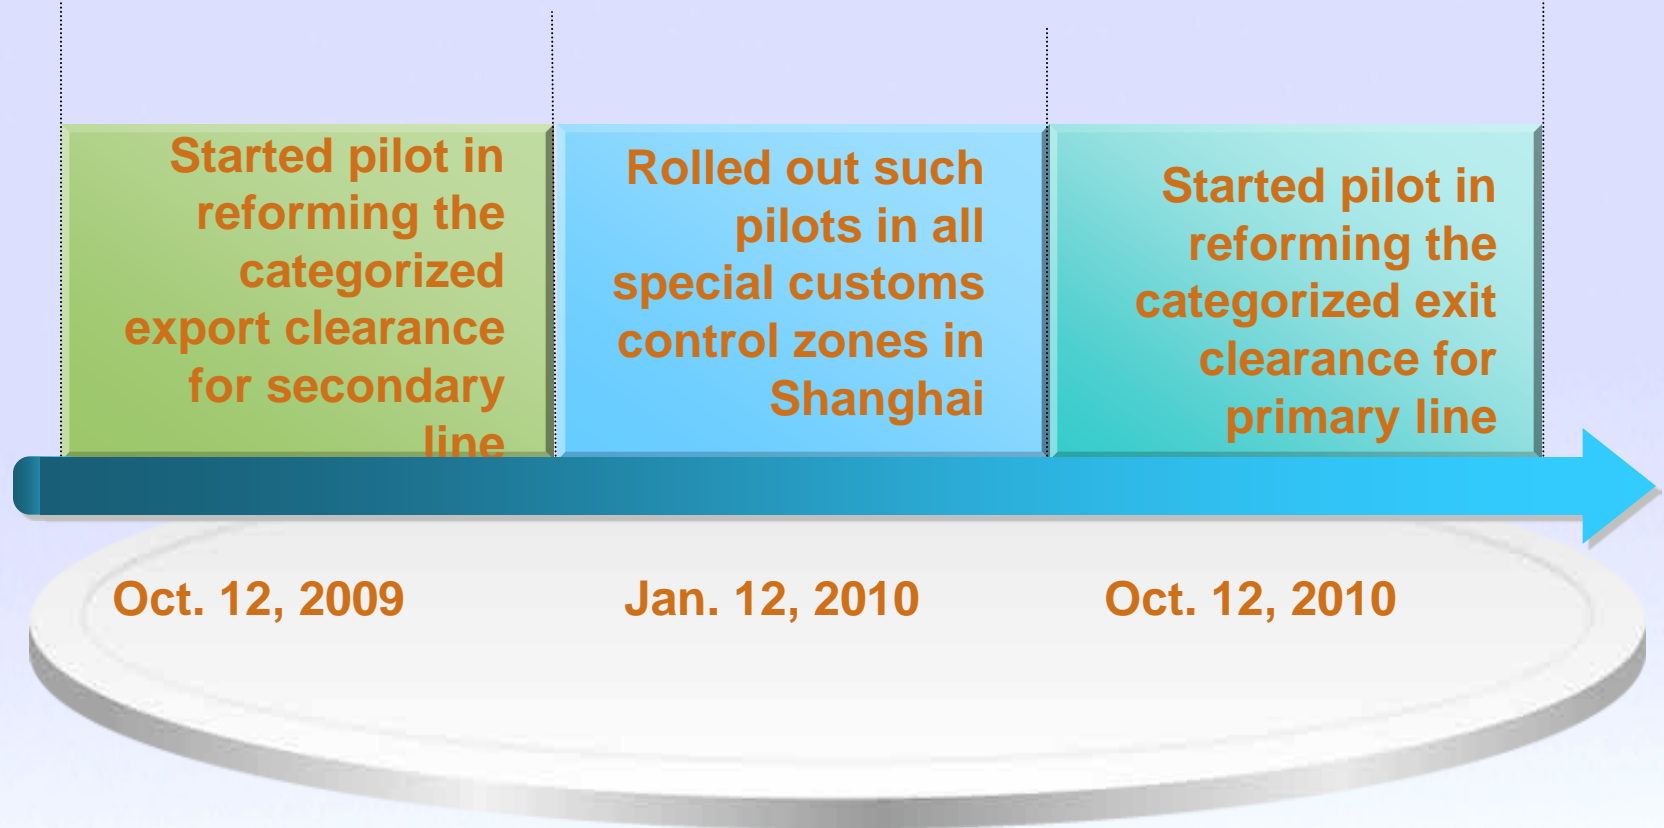 Started pilot in
reforming the
categorized
export clearance
for secondary
line
Rolled out such
pilots in all
special customs
control zones in
Shanghai
Started pilot in
reforming the
categorized exit
clearance for
primary line
Oct. 12, 2009
Jan. 12, 2010
Oct. 12, 2010